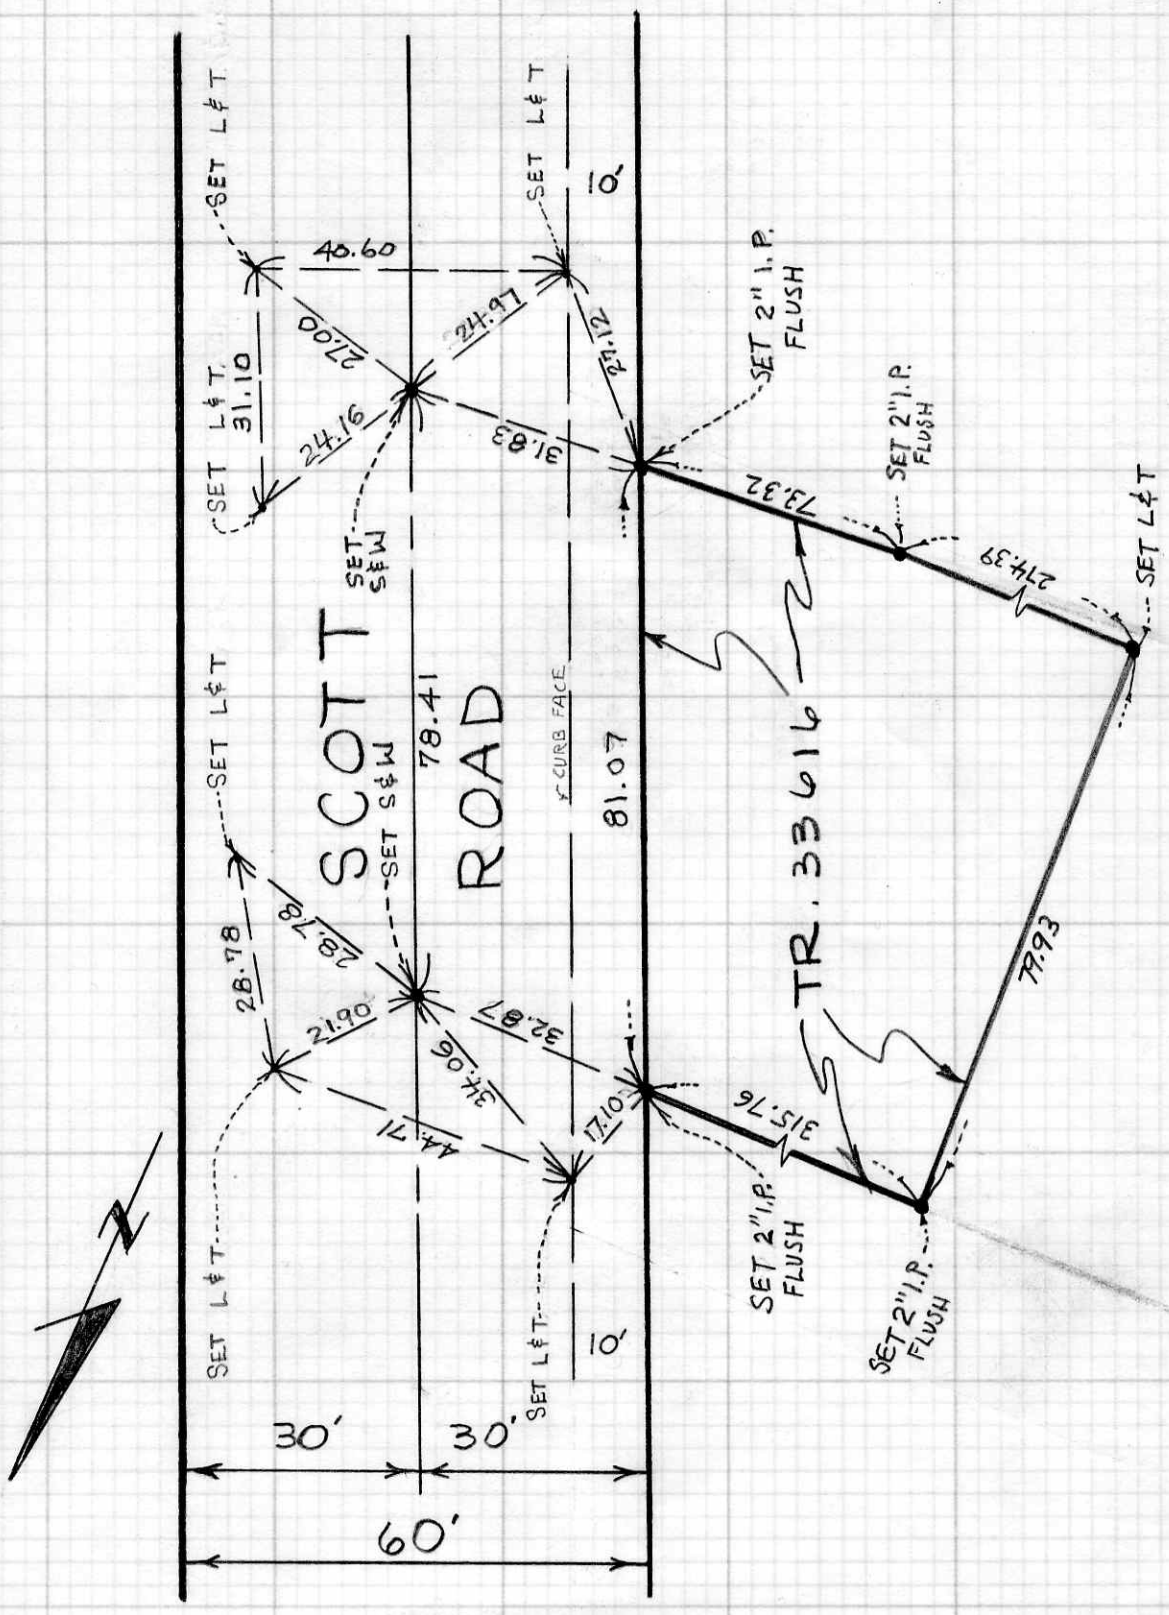 SET L&T
SET L&T
40.60
10'
27.00
24.97
SET L&T.
31.10
24.16
27.12
SET 2" I.P.
FLUSH
31.83
SET
S&W
73.32
SET 2" I.P.
FLUSH
274.39
SET L&T
SET L&T
SCOTT
ROAD
78.41
SET S&W
CURB FACE
81.07
TR. 33616
28.78
28.78
21.90
32.87
34.06
44.71
17.10
315.76
79.93
N
SET L&T
SET L&T
10'
SET 2" I.P.
FLUSH
SET 2" I.P.
FLUSH
30'
30'
60'